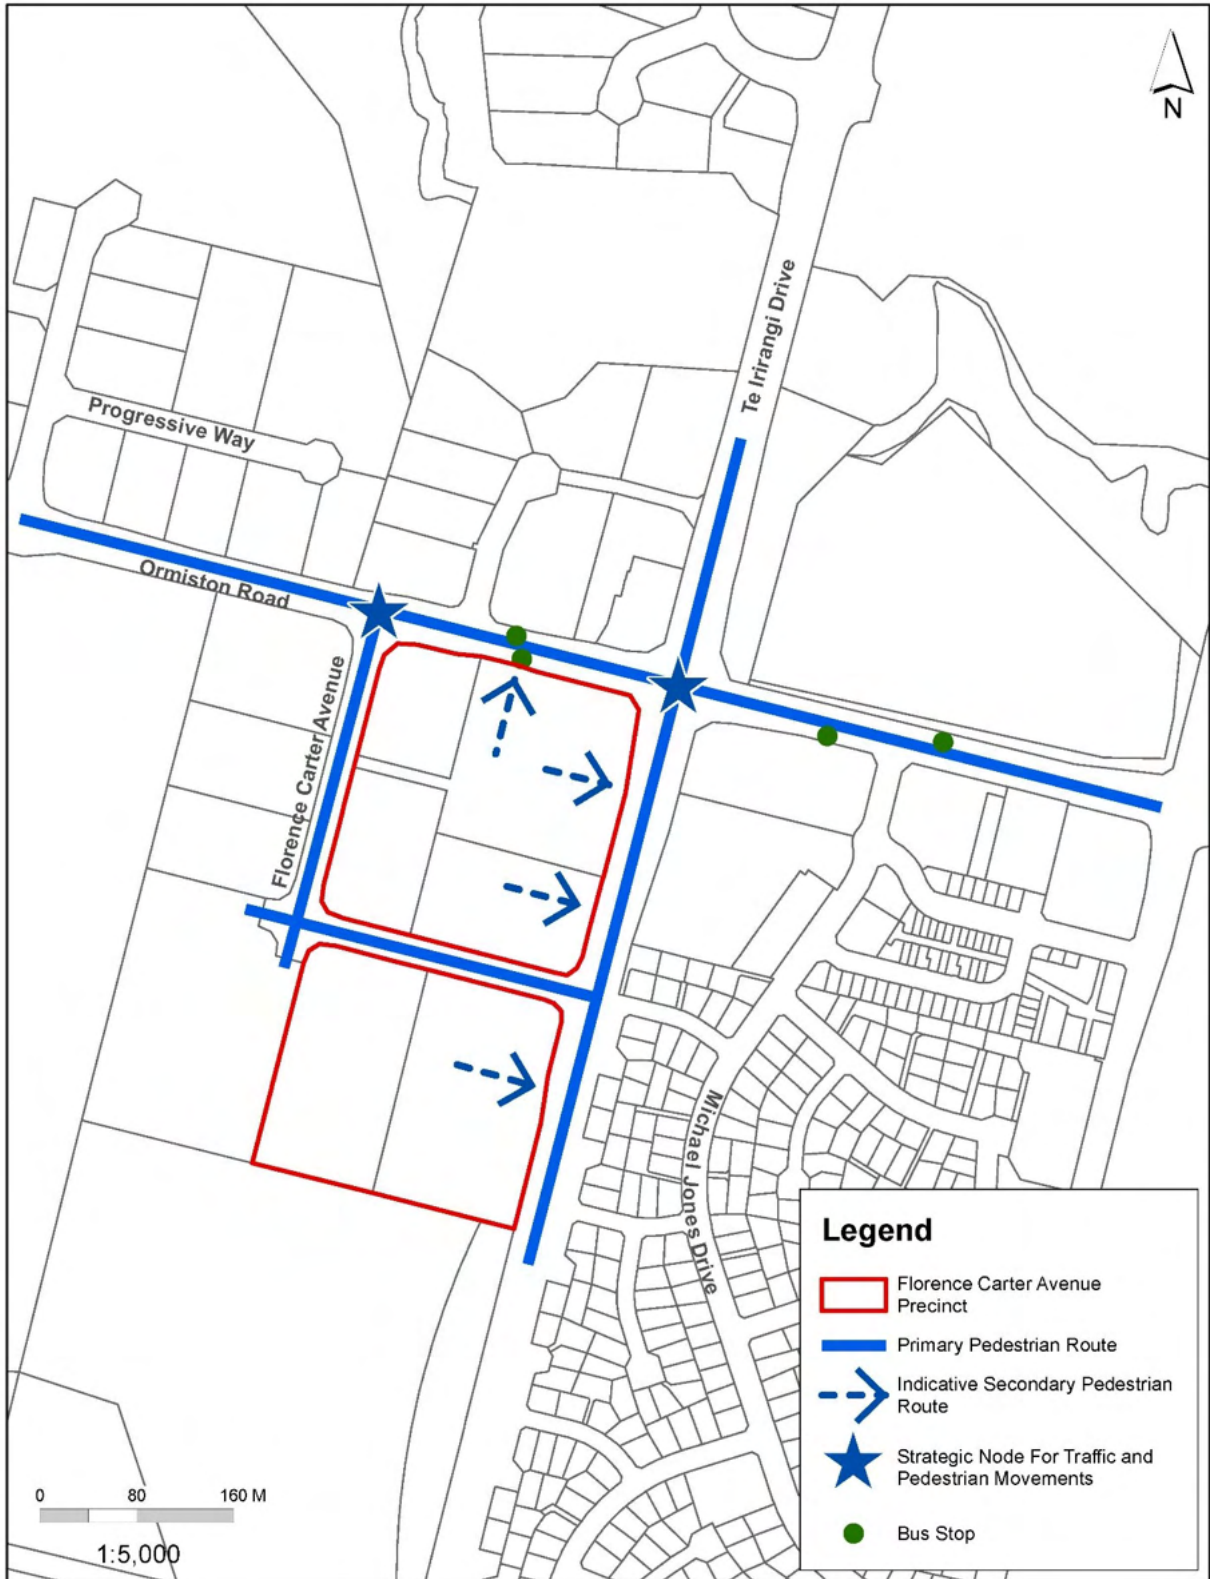 N
Te Irirangi Drive
Progressive Way
Ormiston Road
Florence Carter Avenue
Michael Jones Drive
Legend
Florence Carter Avenue
Precinct
Primary Pedestrian Route
Indicative Secondary Pedestrian
Route
Strategic Node For Traffic and
Pedestrian Movements
Bus Stop
0 80 160 M
1:5,000